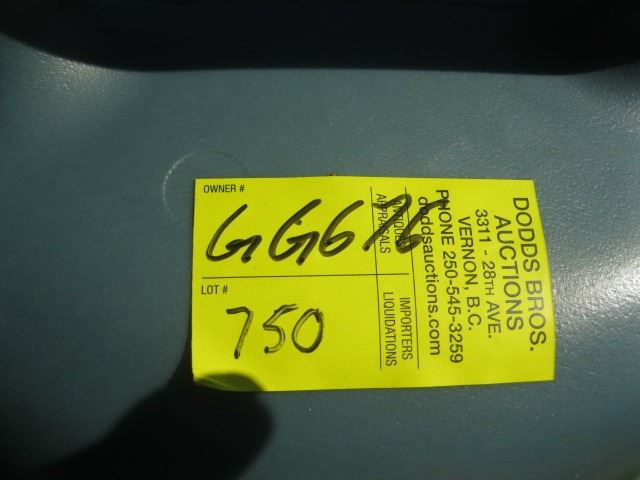 OWNER #
GG676
LOT #
750
APPRAISALS
IMPORTERS
LIQUIDATIONS
DODDS BROS.
AUCTIONS
3311 - 28TH AVE.
VERNON, B.C.
PHONE 250-545-3259
doddsauctions.com